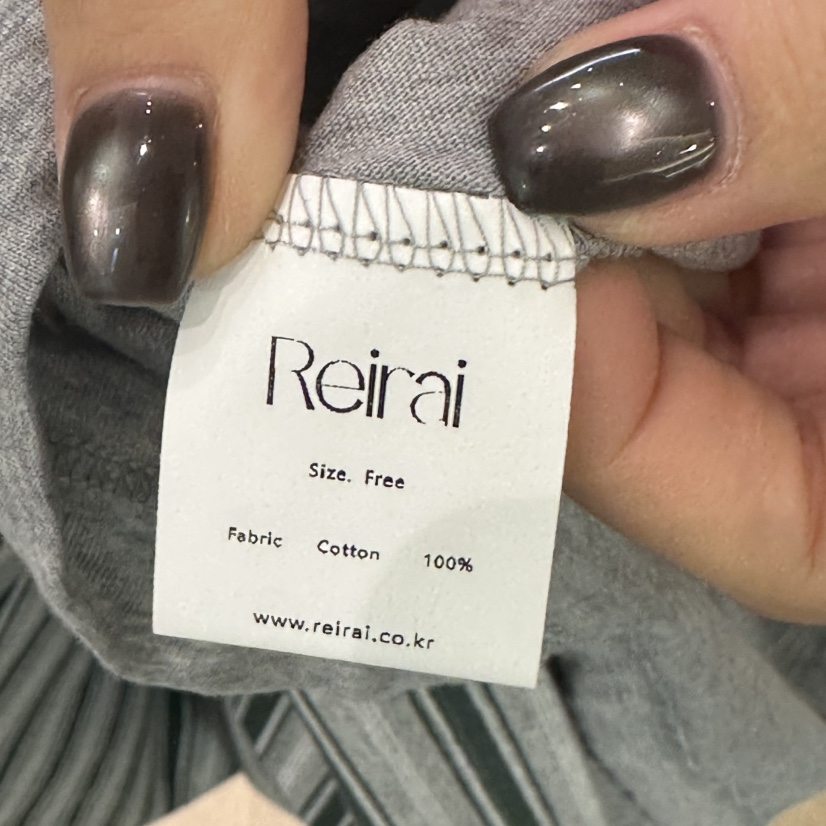 Reirai
Size. Free
Fabric Cotton 100%
www.reirai.co.kr